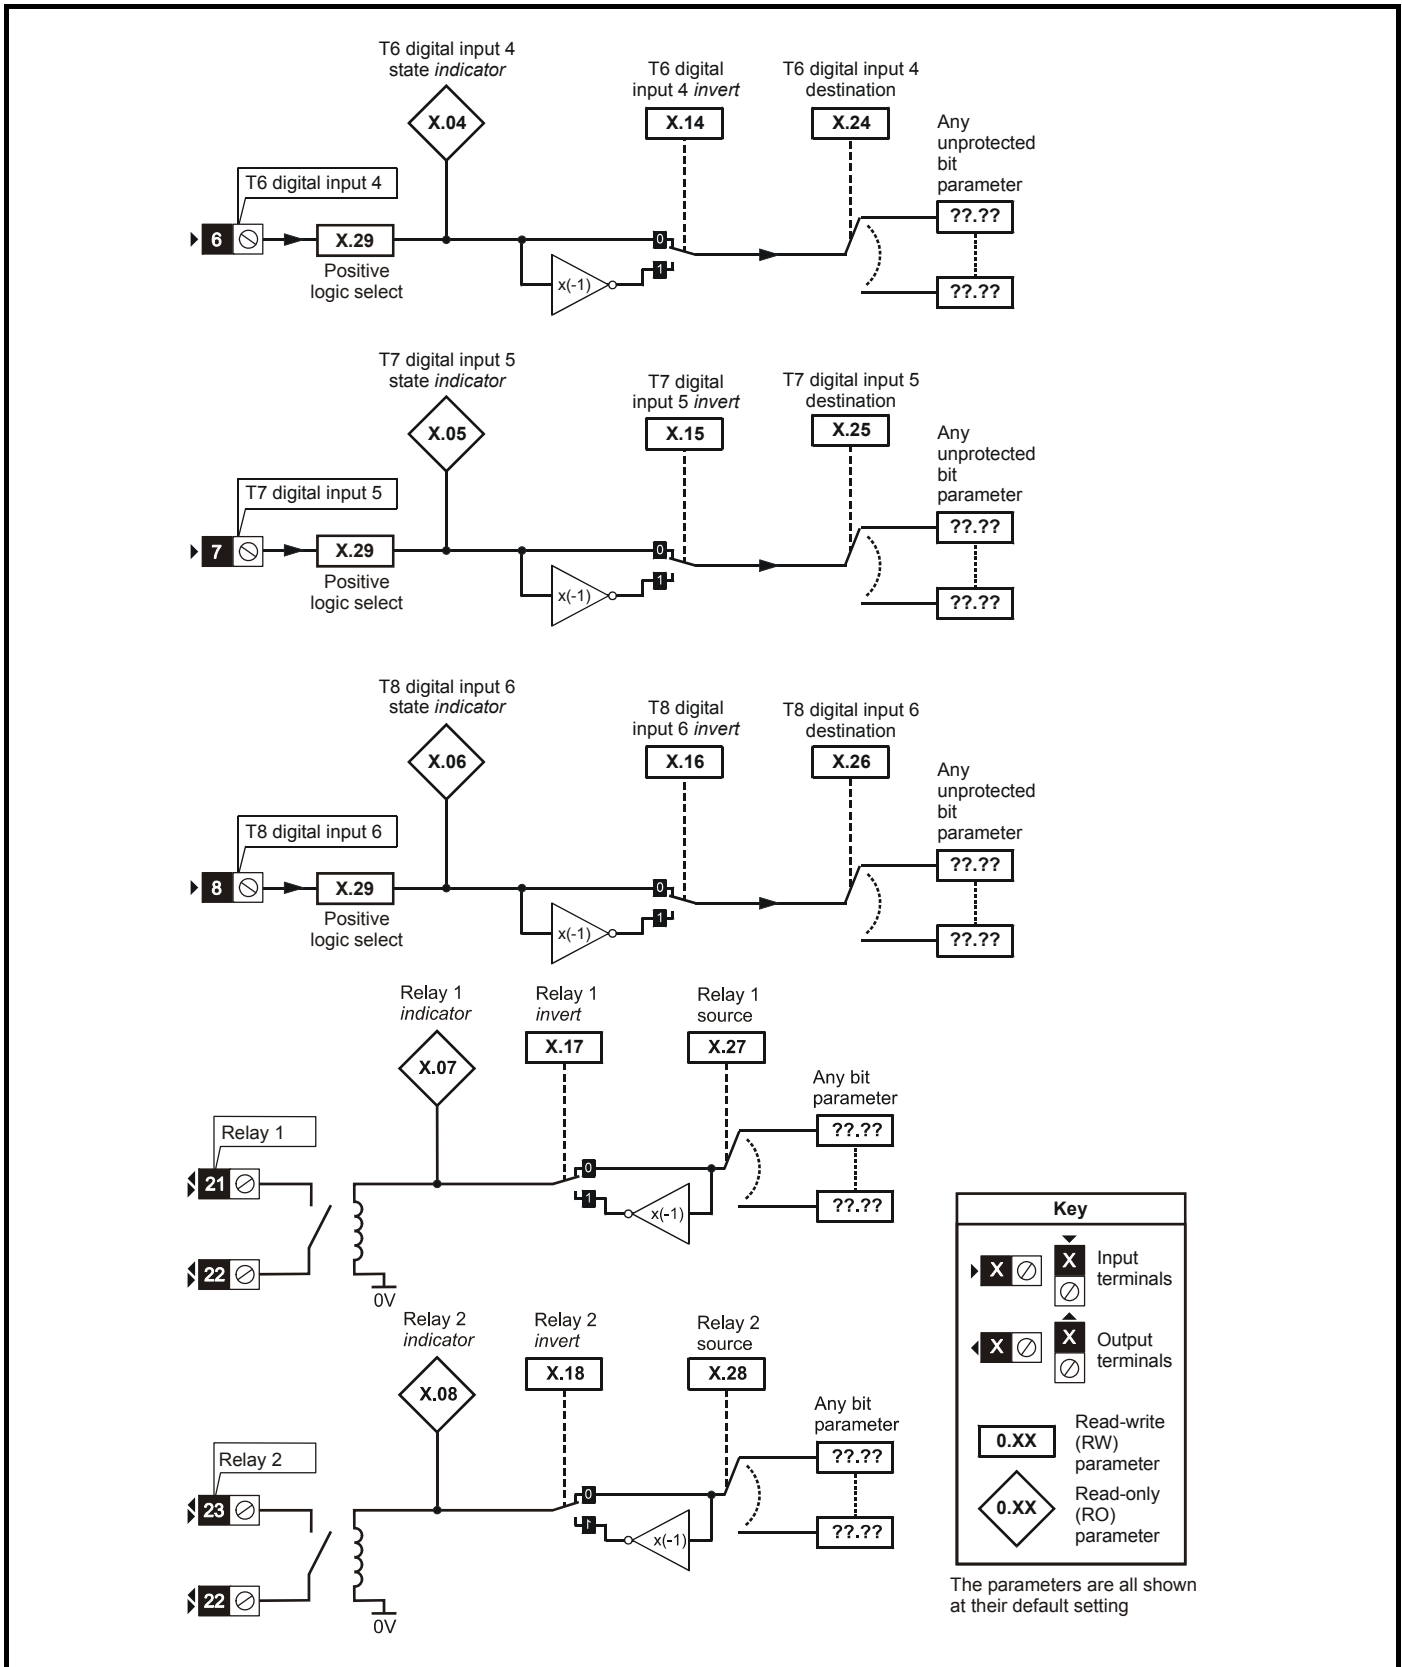 T6 digital input 4
state indicator
T6 digital
input 4 invert
T6 digital input 4
destination
X.04
X.14
X.24
Any
unprotected
bit
parameter
T6 digital input 4
??.??
6
X.29
0
Positive
logic select
x(-1)
1
??.??
T7 digital input 5
state indicator
T7 digital
input 5 invert
T7 digital input 5
destination
X.05
X.15
X.25
Any
unprotected
bit
parameter
T7 digital input 5
??.??
7
X.29
0
Positive
logic select
x(-1)
1
??.??
T8 digital input 6
state indicator
T8 digital
input 6 invert
T8 digital input 6
destination
X.06
X.16
X.26
Any
unprotected
bit
parameter
T8 digital input 6
??.??
8
X.29
0
Positive
logic select
x(-1)
1
??.??
Relay 1
indicator
Relay 1
invert
Relay 1
source
X.07
X.17
X.27
Any bit
parameter
Relay 1
??.??
21
0
1
x(-1)
??.??
22
0V
Relay 2
indicator
Relay 2
invert
Relay 2
source
X.08
X.18
X.28
Any bit
parameter
Relay 2
??.??
23
0
1
x(-1)
??.??
22
0V
Key
X
X
Input
terminals
X
X
Output
terminals
0.XX
Read-write
(RW)
parameter
0.XX
Read-only
(RO)
parameter
The parameters are all shown
at their default setting